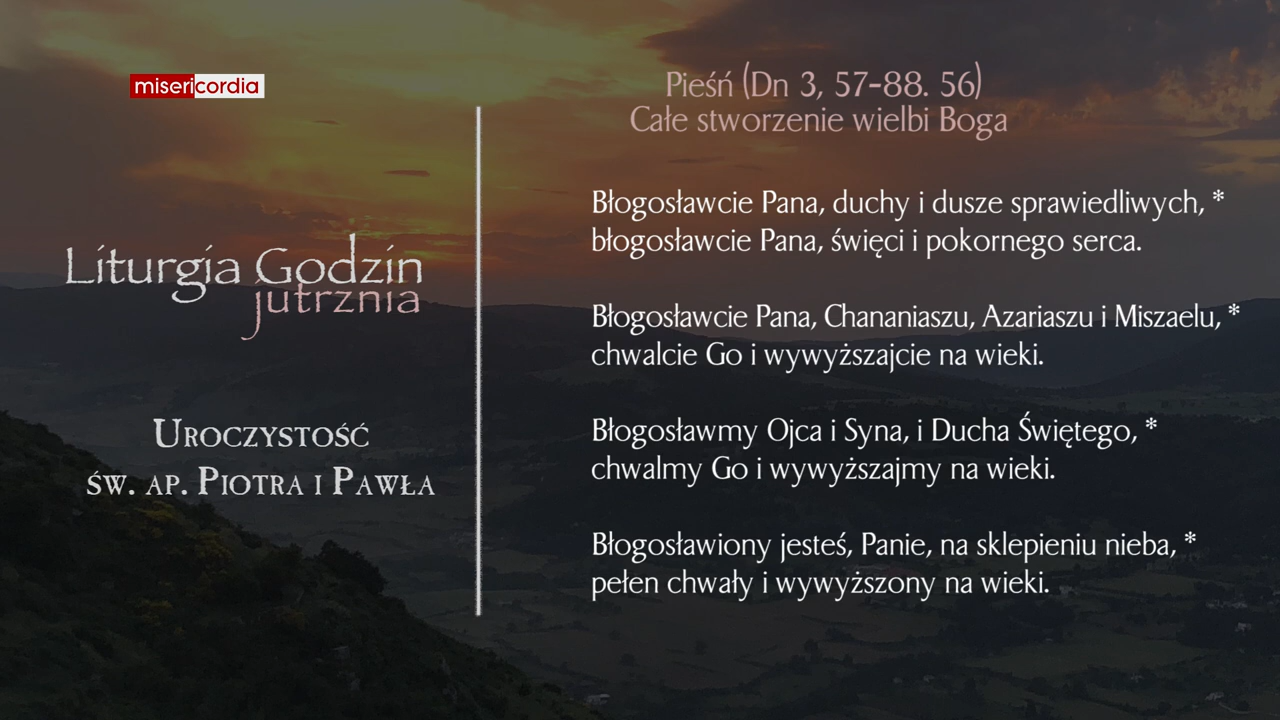 misericordia
Liturgia Godzin
jutrznia
Uroczystość
św. ap. Piotra i Pawła
Pieśń (Dn 3, 57-88. 56)
Całe stworzenie wielbi Boga
Błogosławcie Pana, duchy i dusze sprawiedliwych, *
błogosławcie Pana, święci i pokornego serca.
Błogosławcie Pana, Chananiaszu, Azariaszu i Miszaelu, *
chwalcie Go i wywyższajcie na wieki.
Błogosławmy Ojca i Syna, i Ducha Świętego, *
chwalmy Go i wywyższajmy na wieki.
Błogosławiony jesteś, Panie, na sklepieniu nieba, *
pełen chwały i wywyższony na wieki.